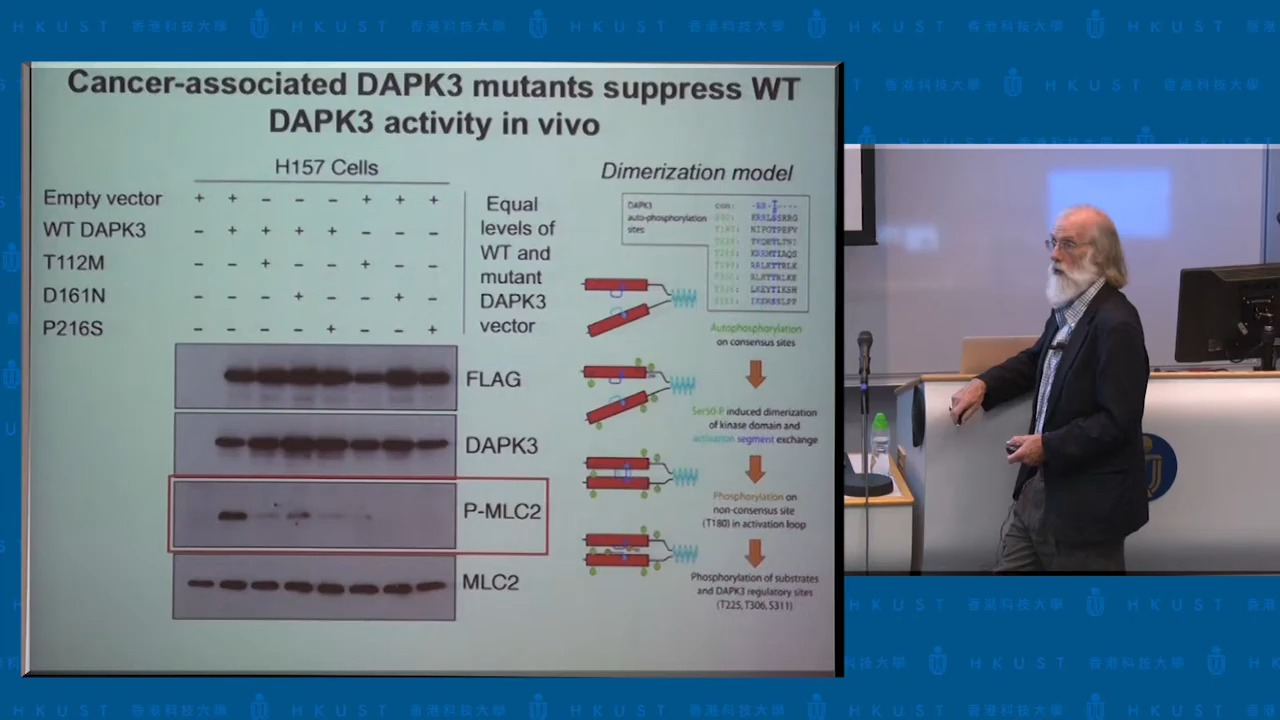 HKUST 香港科技大學
Cancer-associated DAPK3 mutants suppress WT
DAPK3 activity in vivo
H157 Cells
Empty vector + + - - - + + +
WT DAPK3 - + + + + - - -
T112M - - + - - + - -
D161N - - - + - - + -
P216S - - - - + - - +
Equal
levels of
WT and
mutant
DAPK3
vector
FLAG
DAPK3
P-MLC2
MLC2
Dimerization model
DAPK3
auto-phosphorylation
sites
con:
Autophosphorylation
on consensus sites
Ser50-P induced dimerization
of kinase domain and
activation segment exchange
Phosphorylation on
non-consensus site
(T180) in activation loop
Phosphorylation of substrates
and DAPK3 regulatory sites
(T225, T306, S311)